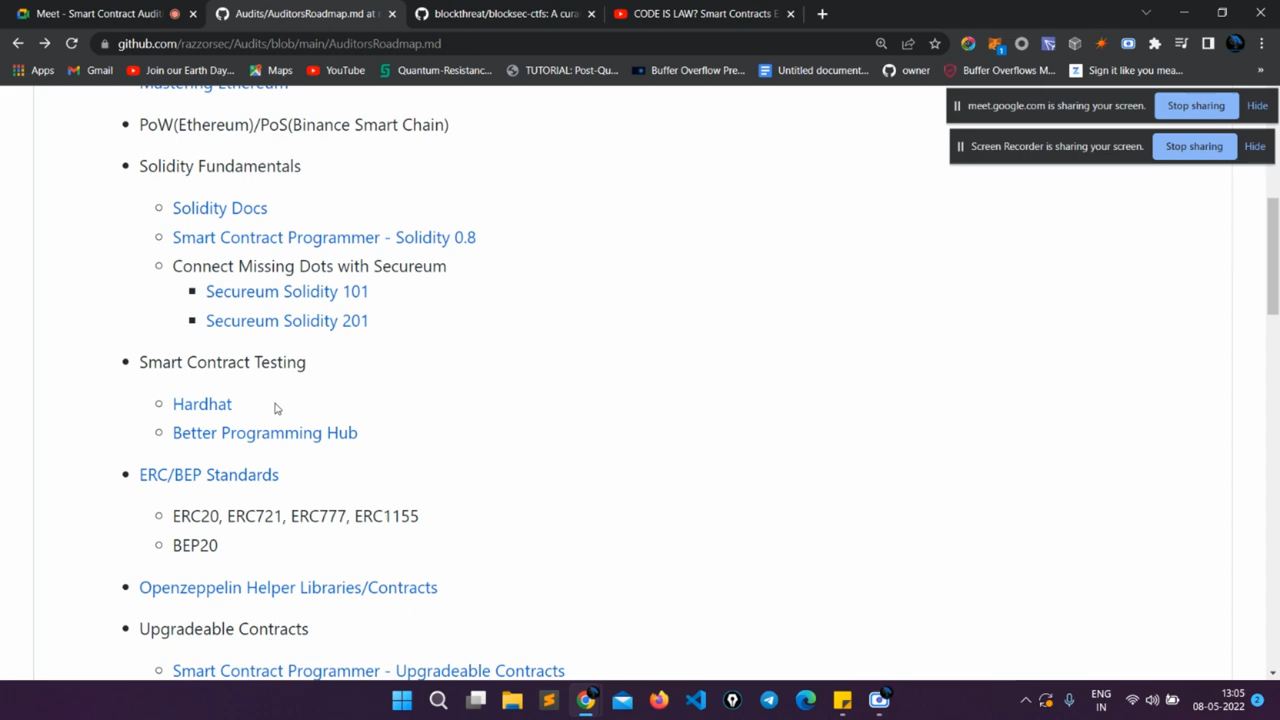 Meet - Smart Contract Audit
Audits/AuditorsRoadmap.md at
blockthreat/blocksec-ctfs: A cura
CODE IS LAW? Smart Contracts E
github.com/razzorsec/Audits/blob/main/AuditorsRoadmap.md
Apps
Gmail
Join our Earth Day...
Maps
YouTube
Quantum-Resistanc...
TUTORIAL: Post-Qu...
Buffer Overflow Pre...
Untitled document...
owner
Buffer Overflows M...
Sign it like you mea...
»
meet.google.com is sharing your screen.
Stop sharing
Hide
Screen Recorder is sharing your screen.
Stop sharing
Hide
Mastering Ethereum
PoW(Ethereum)/PoS(Binance Smart Chain)
Solidity Fundamentals
Solidity Docs
Smart Contract Programmer - Solidity 0.8
Connect Missing Dots with Secureum
Secureum Solidity 101
Secureum Solidity 201
Smart Contract Testing
Hardhat
Better Programming Hub
ERC/BEP Standards
ERC20, ERC721, ERC777, ERC1155
BEP20
Openzeppelin Helper Libraries/Contracts
Upgradeable Contracts
Smart Contract Programmer - Upgradeable Contracts
ENG
IN
13:05
08-05-2022
2